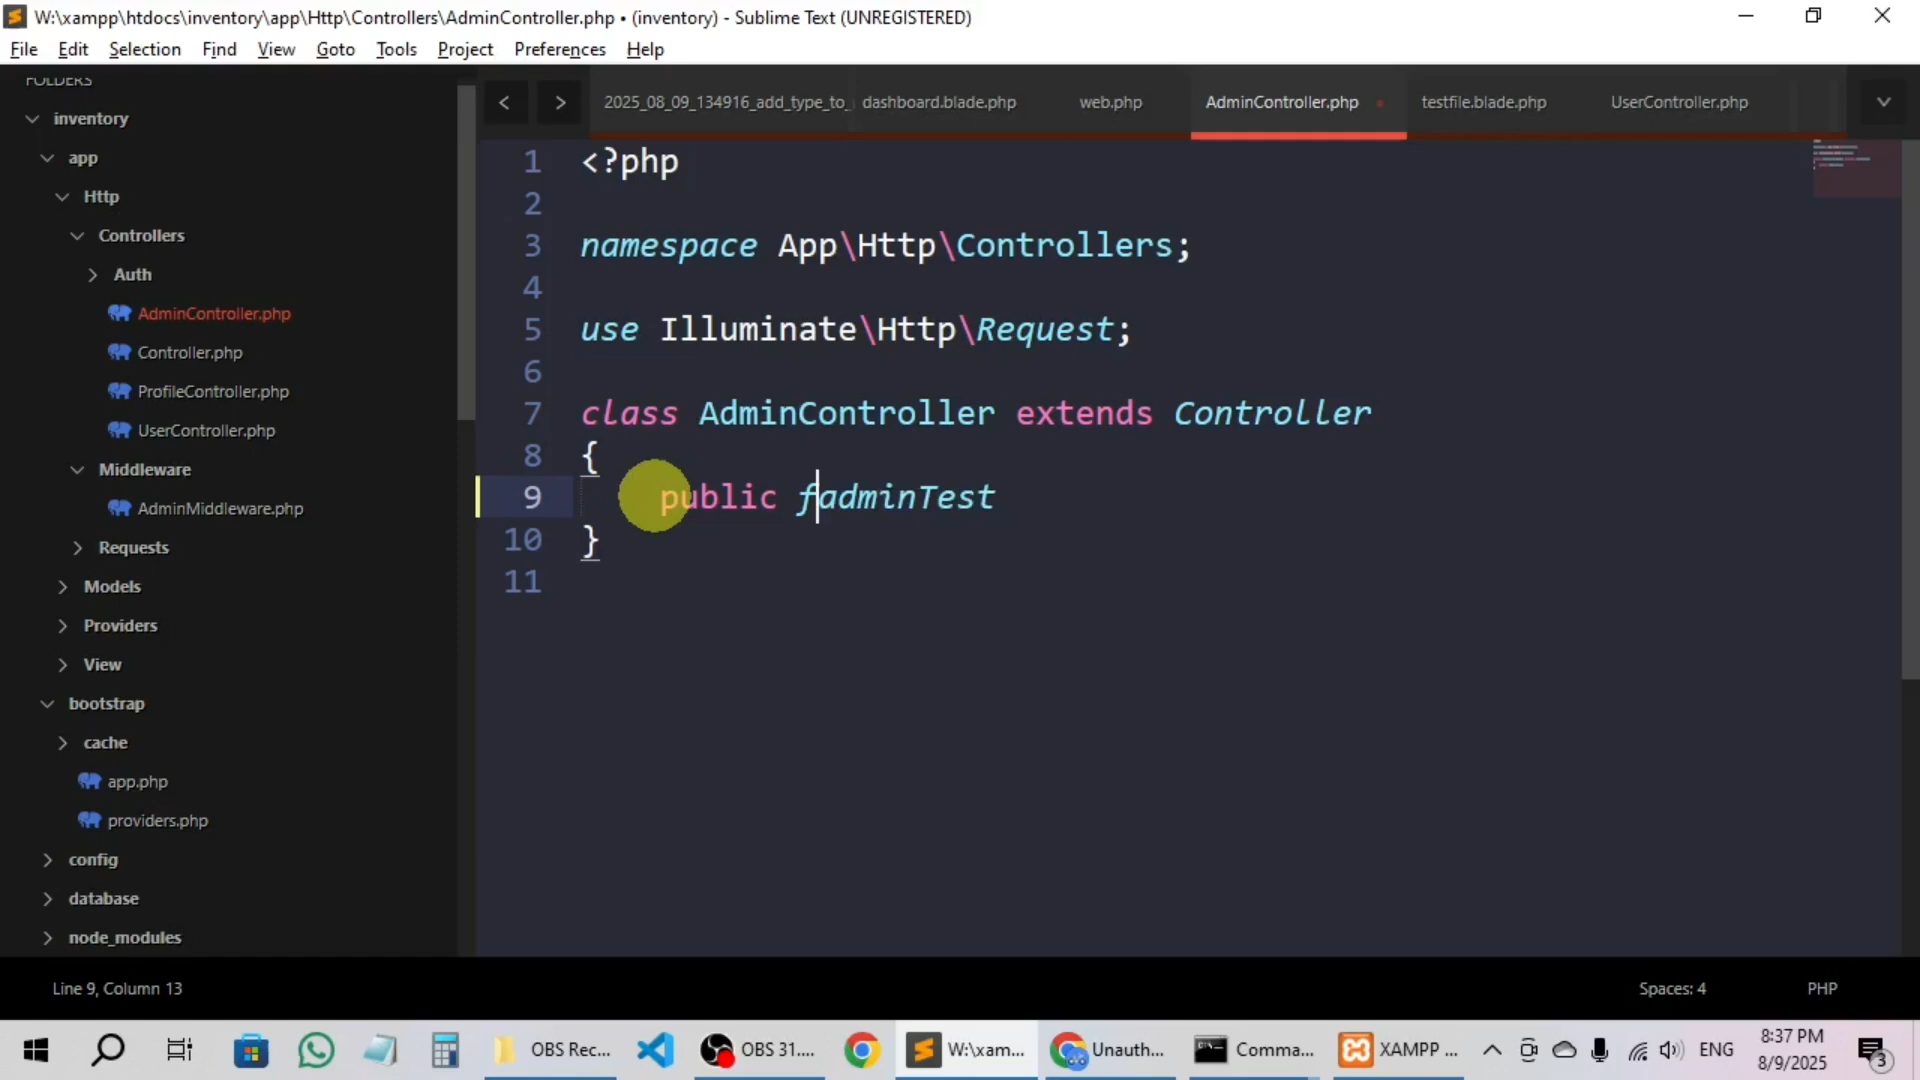 W:\xampp\htdocs\inventory\app\Http\Controllers\AdminController.php • (inventory) - Sublime Text (UNREGISTERED)
File Edit Selection Find View Goto Tools Project Preferences Help
FOLDERS
inventory
app
Http
Controllers
Auth
AdminController.php
Controller.php
ProfileController.php
UserController.php
Middleware
AdminMiddleware.php
Requests
Models
Providers
View
bootstrap
cache
app.php
providers.php
config
database
node_modules
2025_08_09_134916_add_type_to_ dashboard.blade.php web.php AdminController.php testfile.blade.php UserController.php
1 <?php
2
3 namespace App\Http\Controllers;
4
5 use Illuminate\Http\Request;
6
7 class AdminController extends Controller
8 {
9 public fadminTest
10 }
11
Line 9, Column 13 Spaces: 4 PHP
OBS Rec... OBS 31.... W:\xam... Unauth... Comma... XAMPP ... ENG 8:37 PM
8/9/2025 3